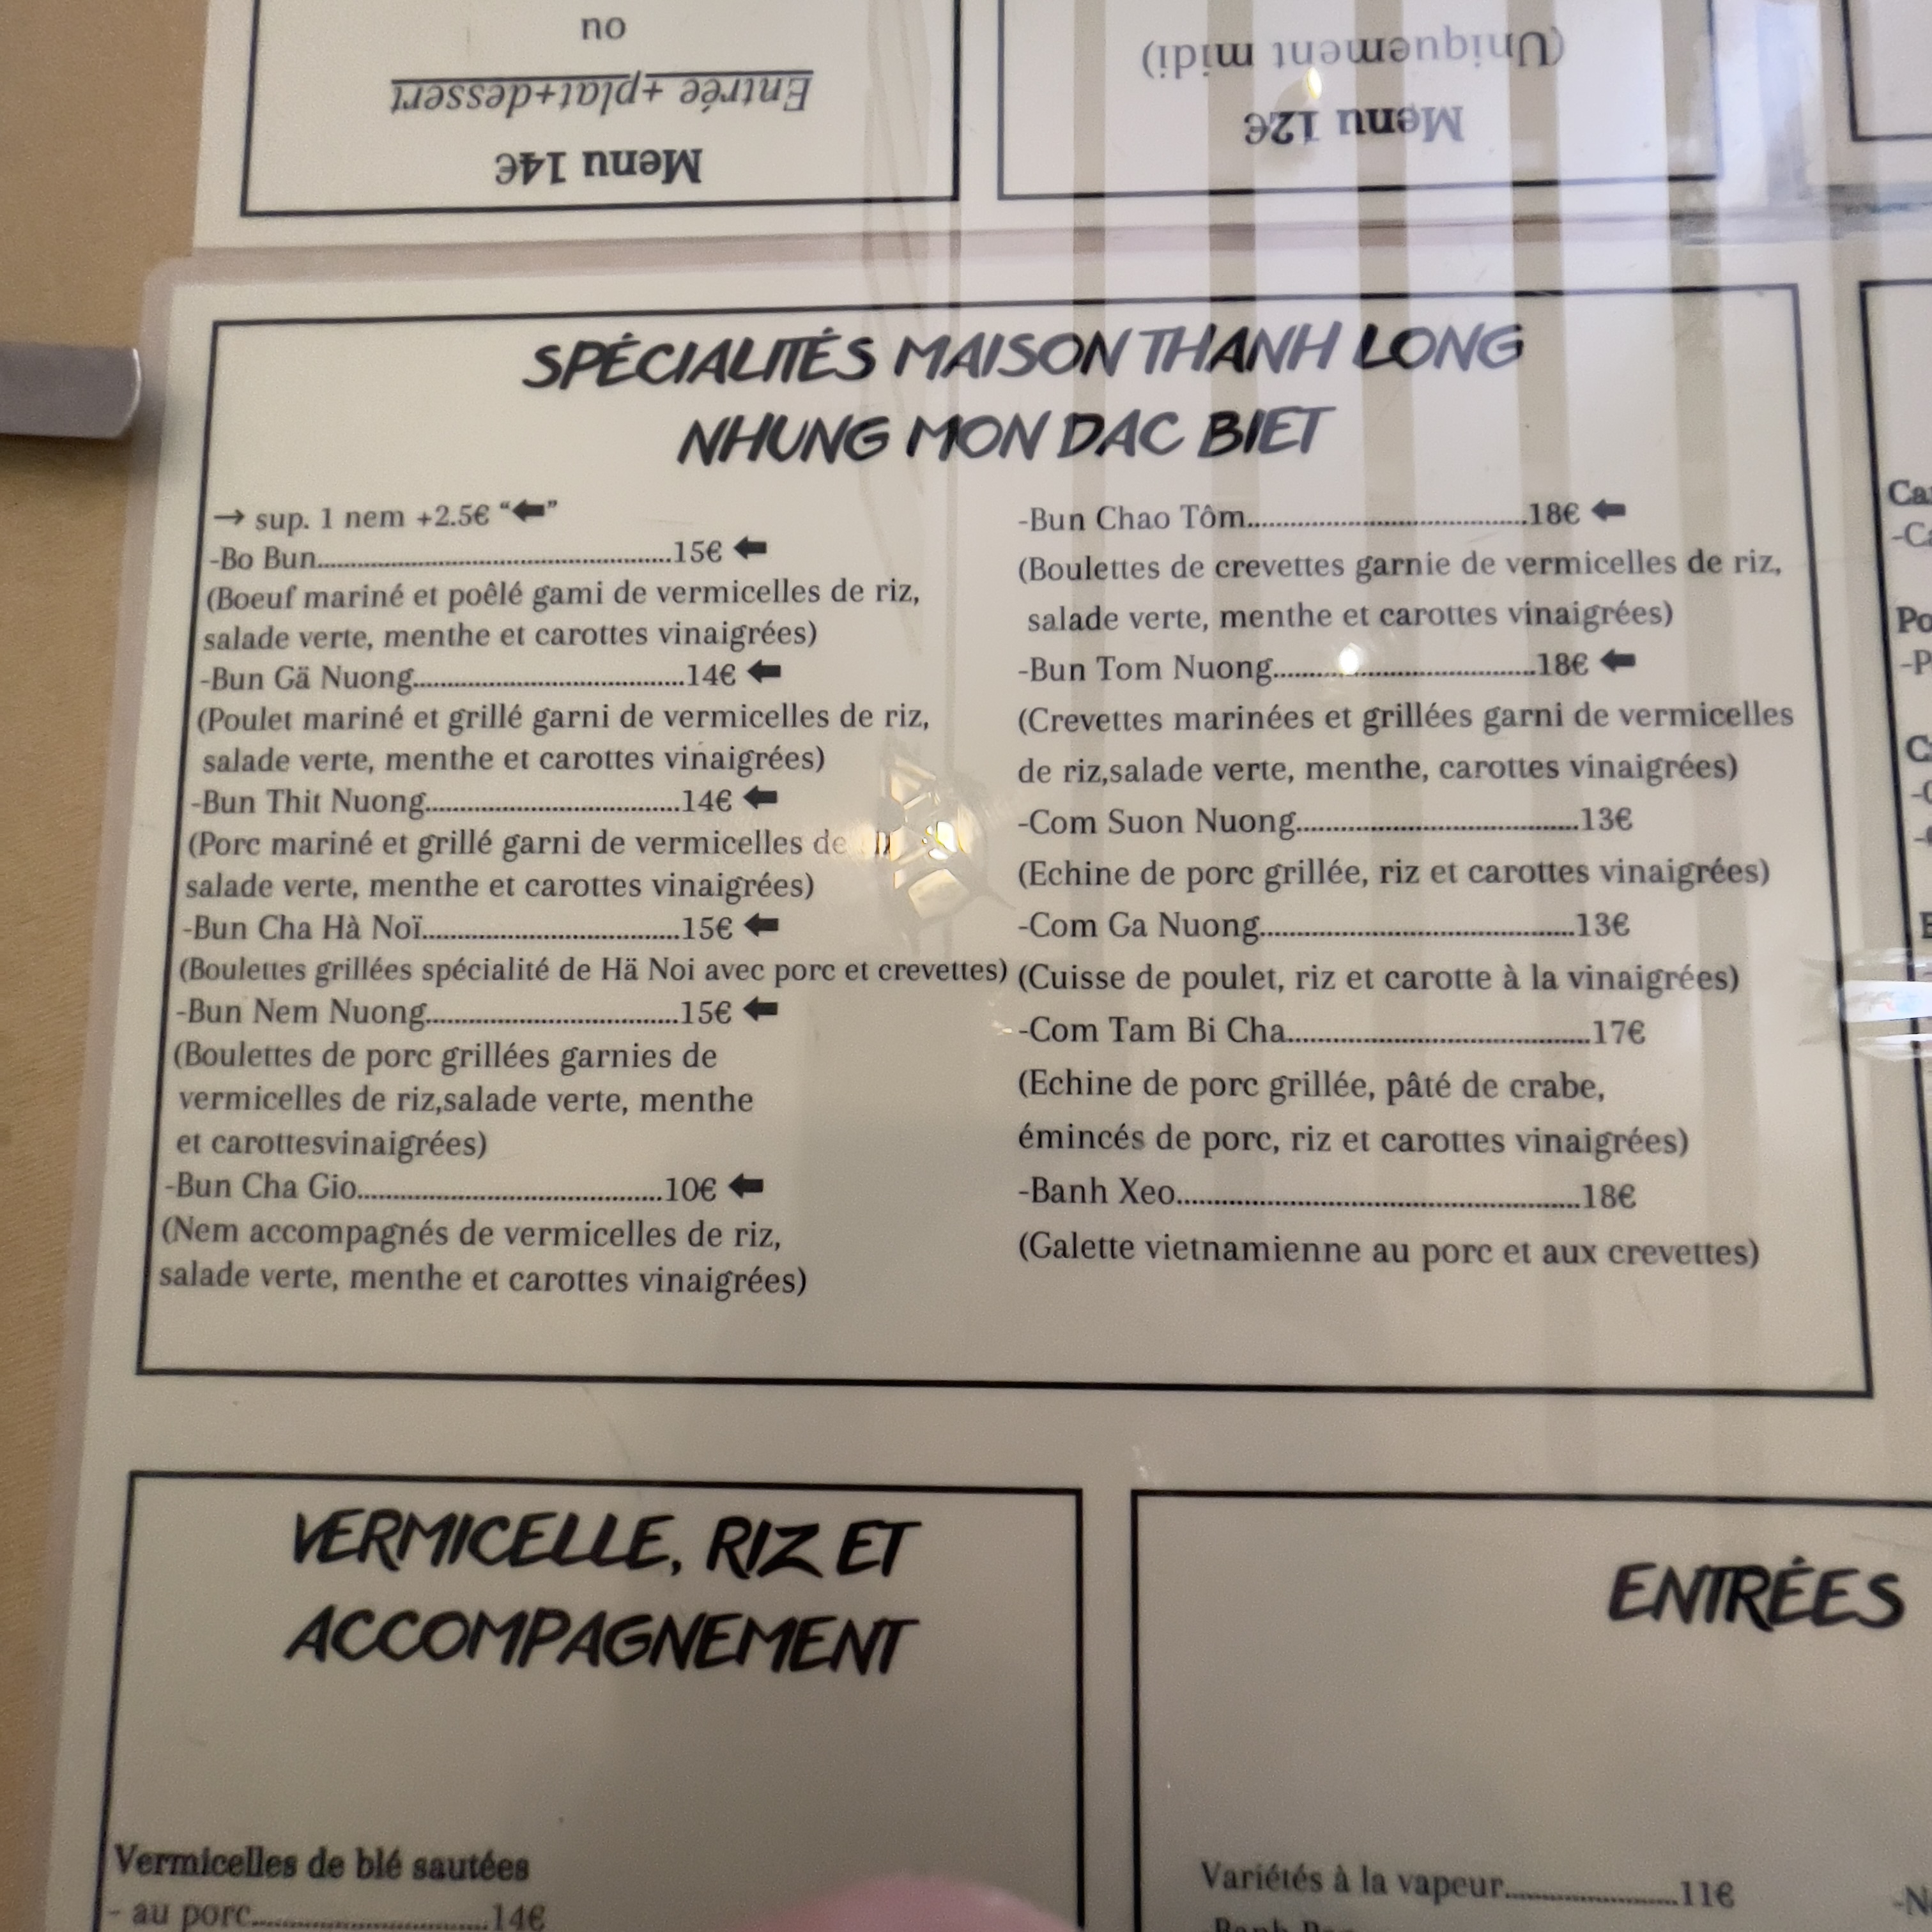 ou
Entrée +plat+dessert
Menu 14€
(Uniquement midi)
Menu 12€
SPÉCIALITÉS MAISON THANH LONG
NHUNG MON DAC BIET
→ sup. 1 nem +2.5€ “⬅”
-Bo Bun..........15€ ⬅
(Boeuf mariné et poêlé gami de vermicelles de riz,
salade verte, menthe et carottes vinaigrées)
-Bun Gä Nuong..........14€ ⬅
(Poulet mariné et grillé garni de vermicelles de riz,
salade verte, menthe et carottes vinaigrées)
-Bun Thit Nuong..........14€ ⬅
(Porc mariné et grillé garni de vermicelles de
salade verte, menthe et carottes vinaigrées)
-Bun Cha Hà Noï..........15€ ⬅
(Boulettes grillées spécialité de Hä Noi avec porc et crevettes)
-Bun Nem Nuong..........15€ ⬅
(Boulettes de porc grillées garnies de
vermicelles de riz,salade verte, menthe
et carottesvinaigrées)
-Bun Cha Gio..........10€ ⬅
(Nem accompagnés de vermicelles de riz,
salade verte, menthe et carottes vinaigrées)
-Bun Chao Tôm..........18€ ⬅
(Boulettes de crevettes garnie de vermicelles de riz,
salade verte, menthe et carottes vinaigrées)
-Bun Tom Nuong..........18€ ⬅
(Crevettes marinées et grillées garni de vermicelles
de riz,salade verte, menthe, carottes vinaigrées)
-Com Suon Nuong..........13€
(Echine de porc grillée, riz et carottes vinaigrées)
-Com Ga Nuong..........13€
(Cuisse de poulet, riz et carotte à la vinaigrées)
-Com Tam Bi Cha..........17€
(Echine de porc grillée, pâté de crabe,
émincés de porc, riz et carottes vinaigrées)
-Banh Xeo..........18€
(Galette vietnamienne au porc et aux crevettes)
VERMICELLE, RIZ ET
ACCOMPAGNEMENT
Vermicelles de blé sautées
- au porc..........14€
ENTRÉES
Variétés à la vapeur..........11€